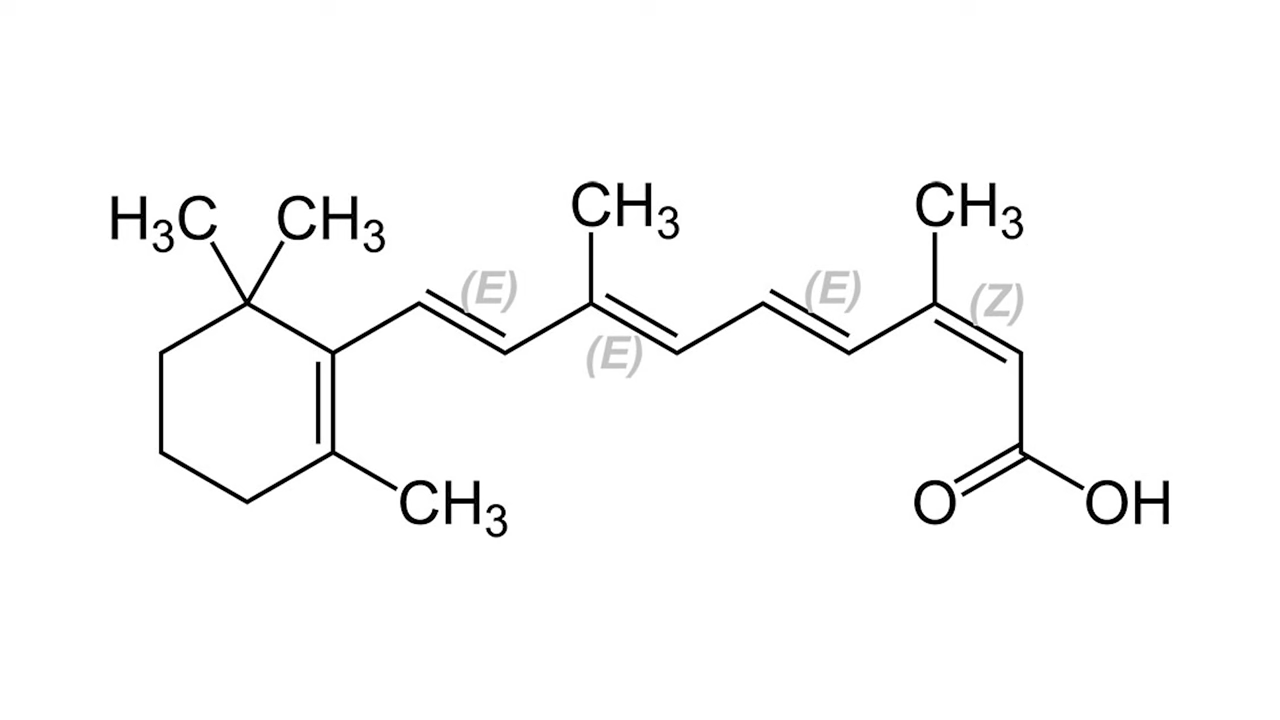 CH₃ CH₃
H₃C CH₃
(E) (E) (Z)
(E)
CH₃ O OH